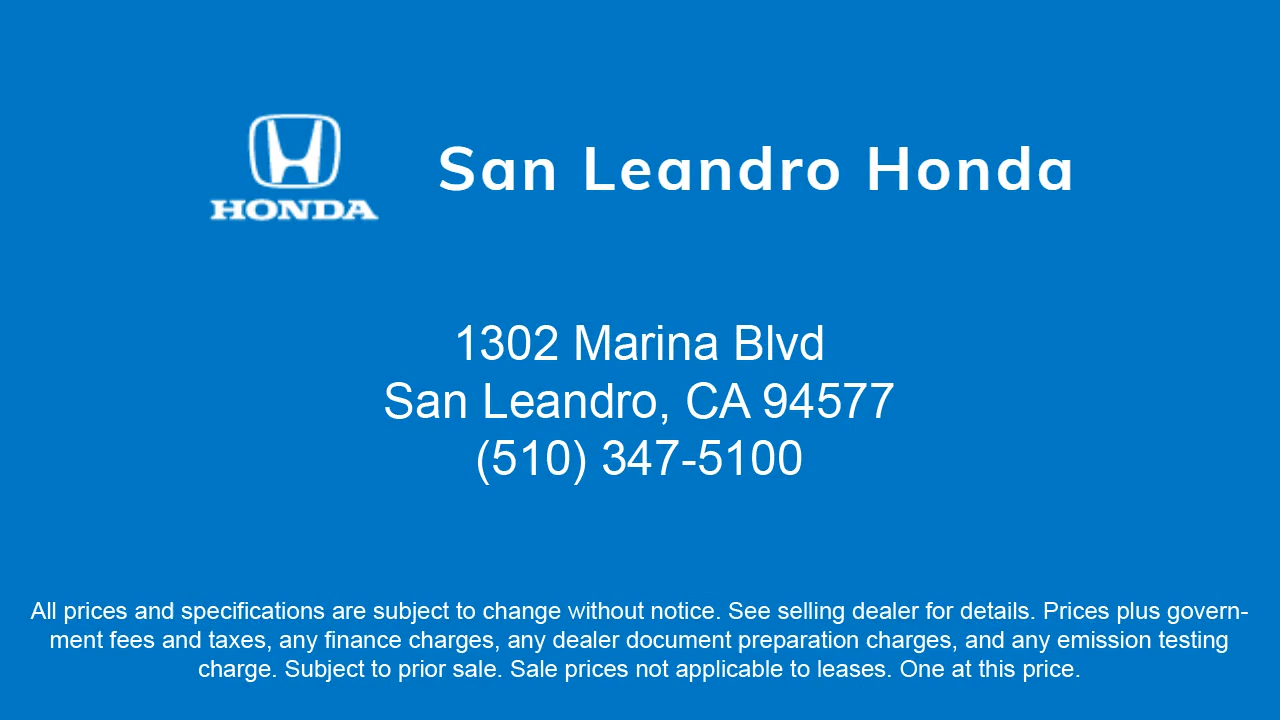 HONDA
San Leandro Honda
1302 Marina Blvd
San Leandro, CA 94577
(510) 347-5100
All prices and specifications are subject to change without notice. See selling dealer for details. Prices plus govern-
ment fees and taxes, any finance charges, any dealer document preparation charges, and any emission testing
charge. Subject to prior sale. Sale prices not applicable to leases. One at this price.